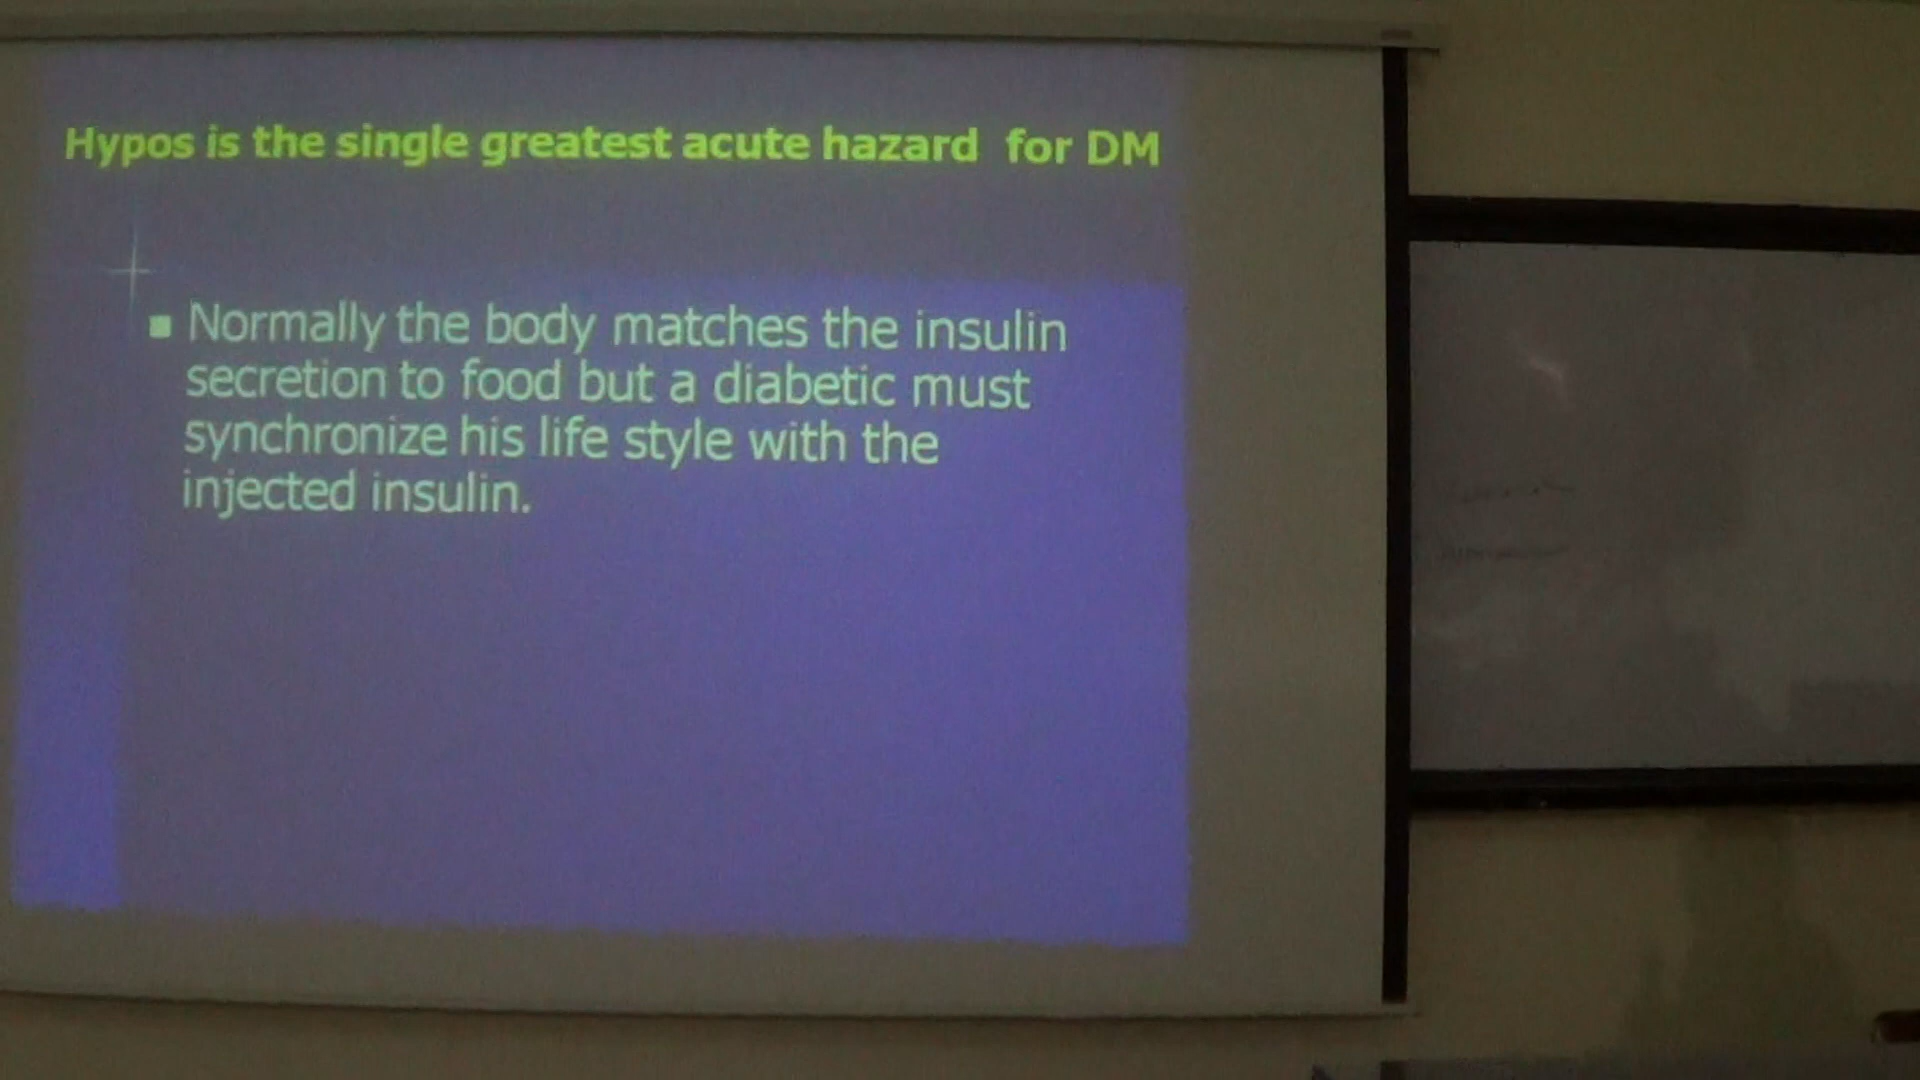 Hypos is the single greatest acute hazard for DM
Normally the body matches the insulin
secretion to food but a diabetic must
synchronize his life style with the
injected insulin.